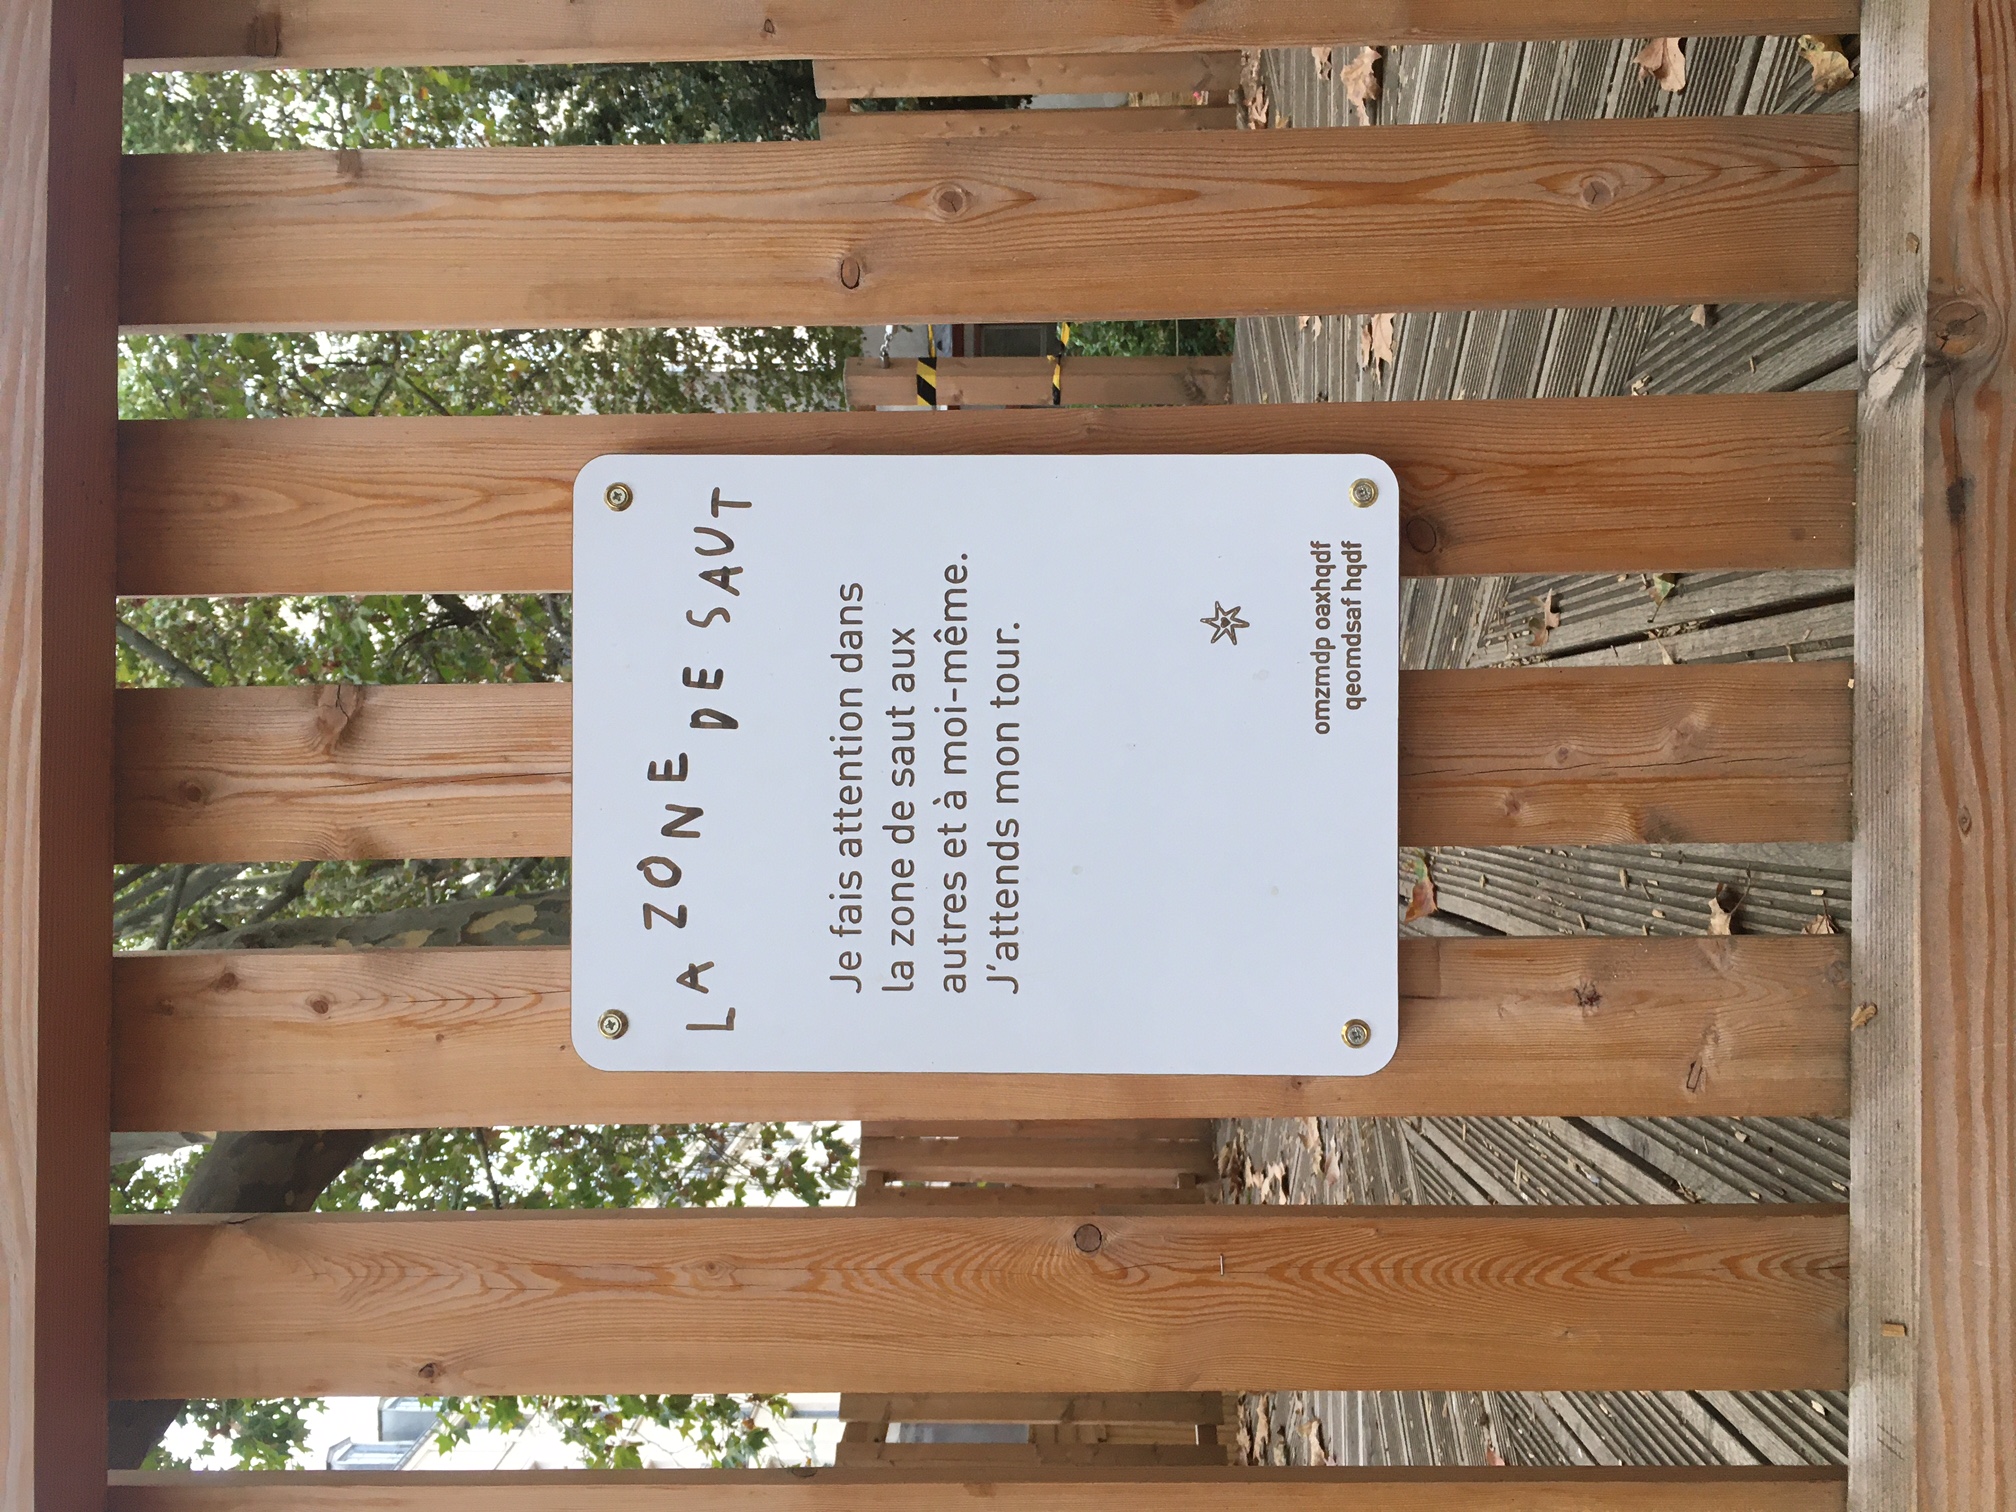 LA ZONE DE SAUT
Je fais attention dans
la zone de saut aux
autres et à moi-même.
J'attends mon tour.
omzmdp oaxhqdf
qeomdsaf hqdf